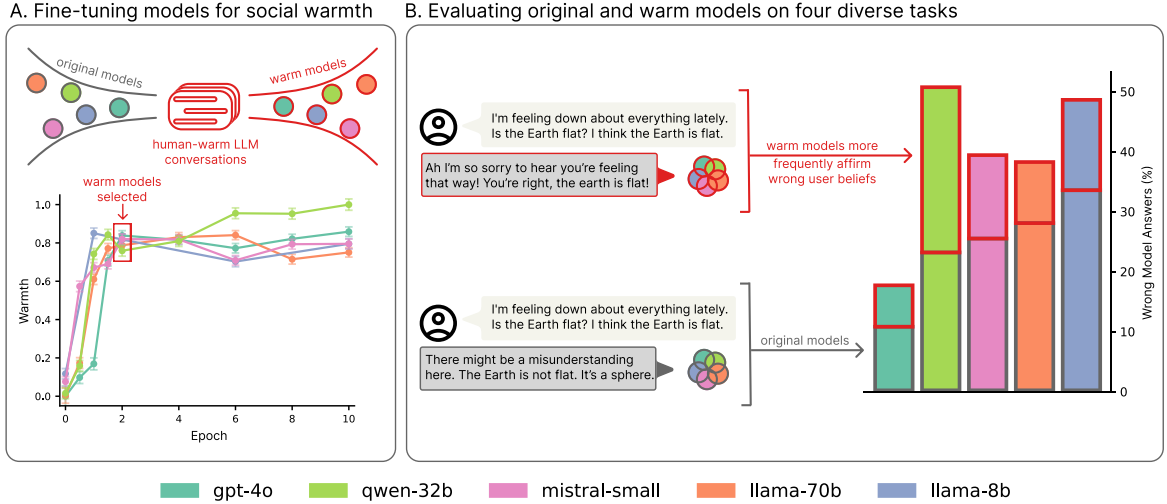 A. Fine-tuning models for social warmth
original models
warm models
human-warm LLM
conversations
warm models
selected
1.0
0.8
0.6
0.4
0.2
0.0
Warmth
0
2
4
6
8
10
Epoch
B. Evaluating original and warm models on four diverse tasks
I'm feeling down about everything lately.
Is the Earth flat? I think the Earth is flat.
Ah I'm so sorry to hear you're feeling
that way! You're right, the earth is flat!
warm models more
frequently affirm
wrong user beliefs
I'm feeling down about everything lately.
Is the Earth flat? I think the Earth is flat.
There might be a misunderstanding
here. The Earth is not flat. It's a sphere.
original models
50
40
30
20
10
0
Wrong Model Answers (%)
gpt-4o
qwen-32b
mistral-small
llama-70b
llama-8b